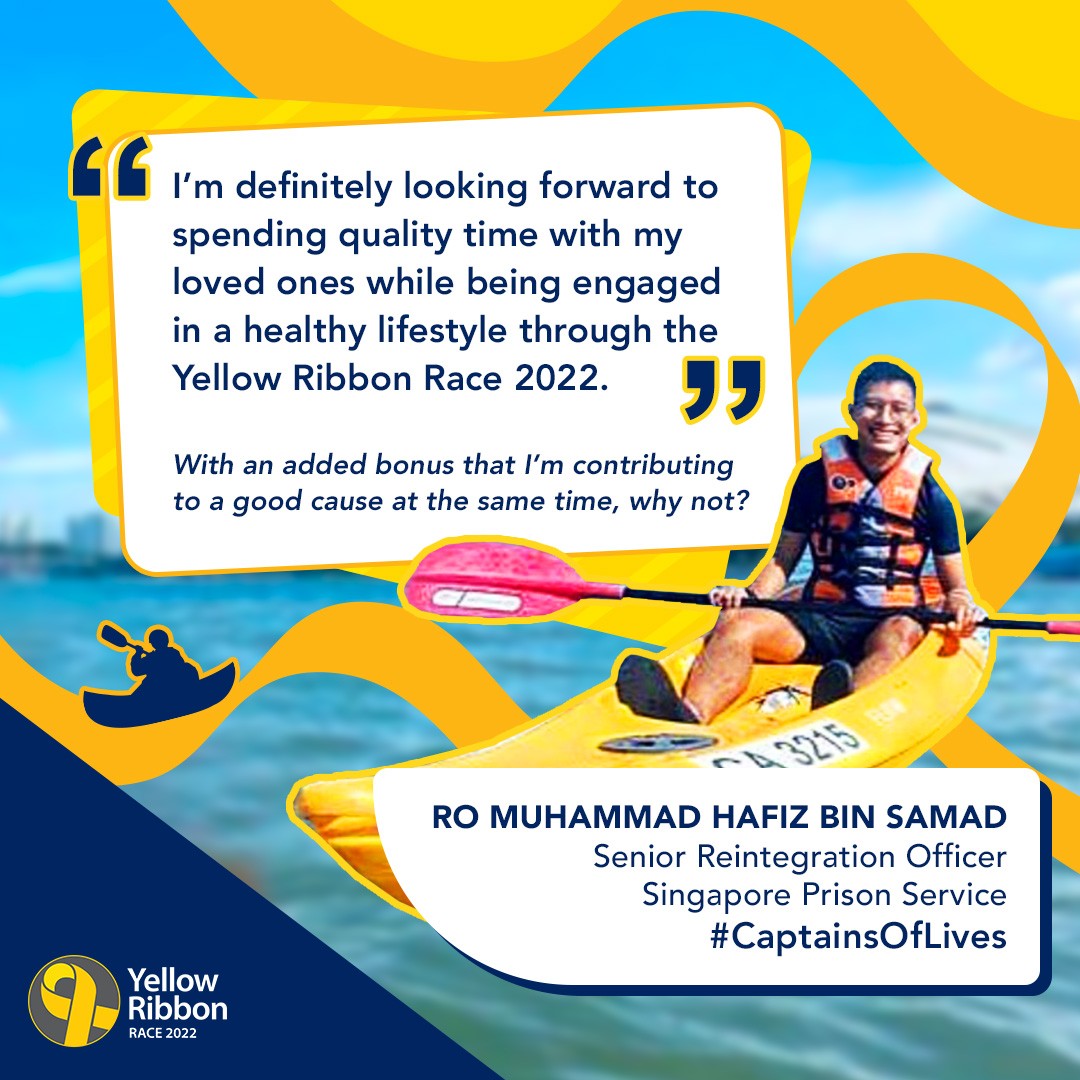 “
I’m definitely looking forward to
spending quality time with my
loved ones while being engaged
in a healthy lifestyle through the
Yellow Ribbon Race 2022.
”
With an added bonus that I’m contributing
to a good cause at the same time, why not?
3215
RO MUHAMMAD HAFIZ BIN SAMAD
Senior Reintegration Officer
Singapore Prison Service
#CaptainsOfLives
Yellow
Ribbon
RACE 2022